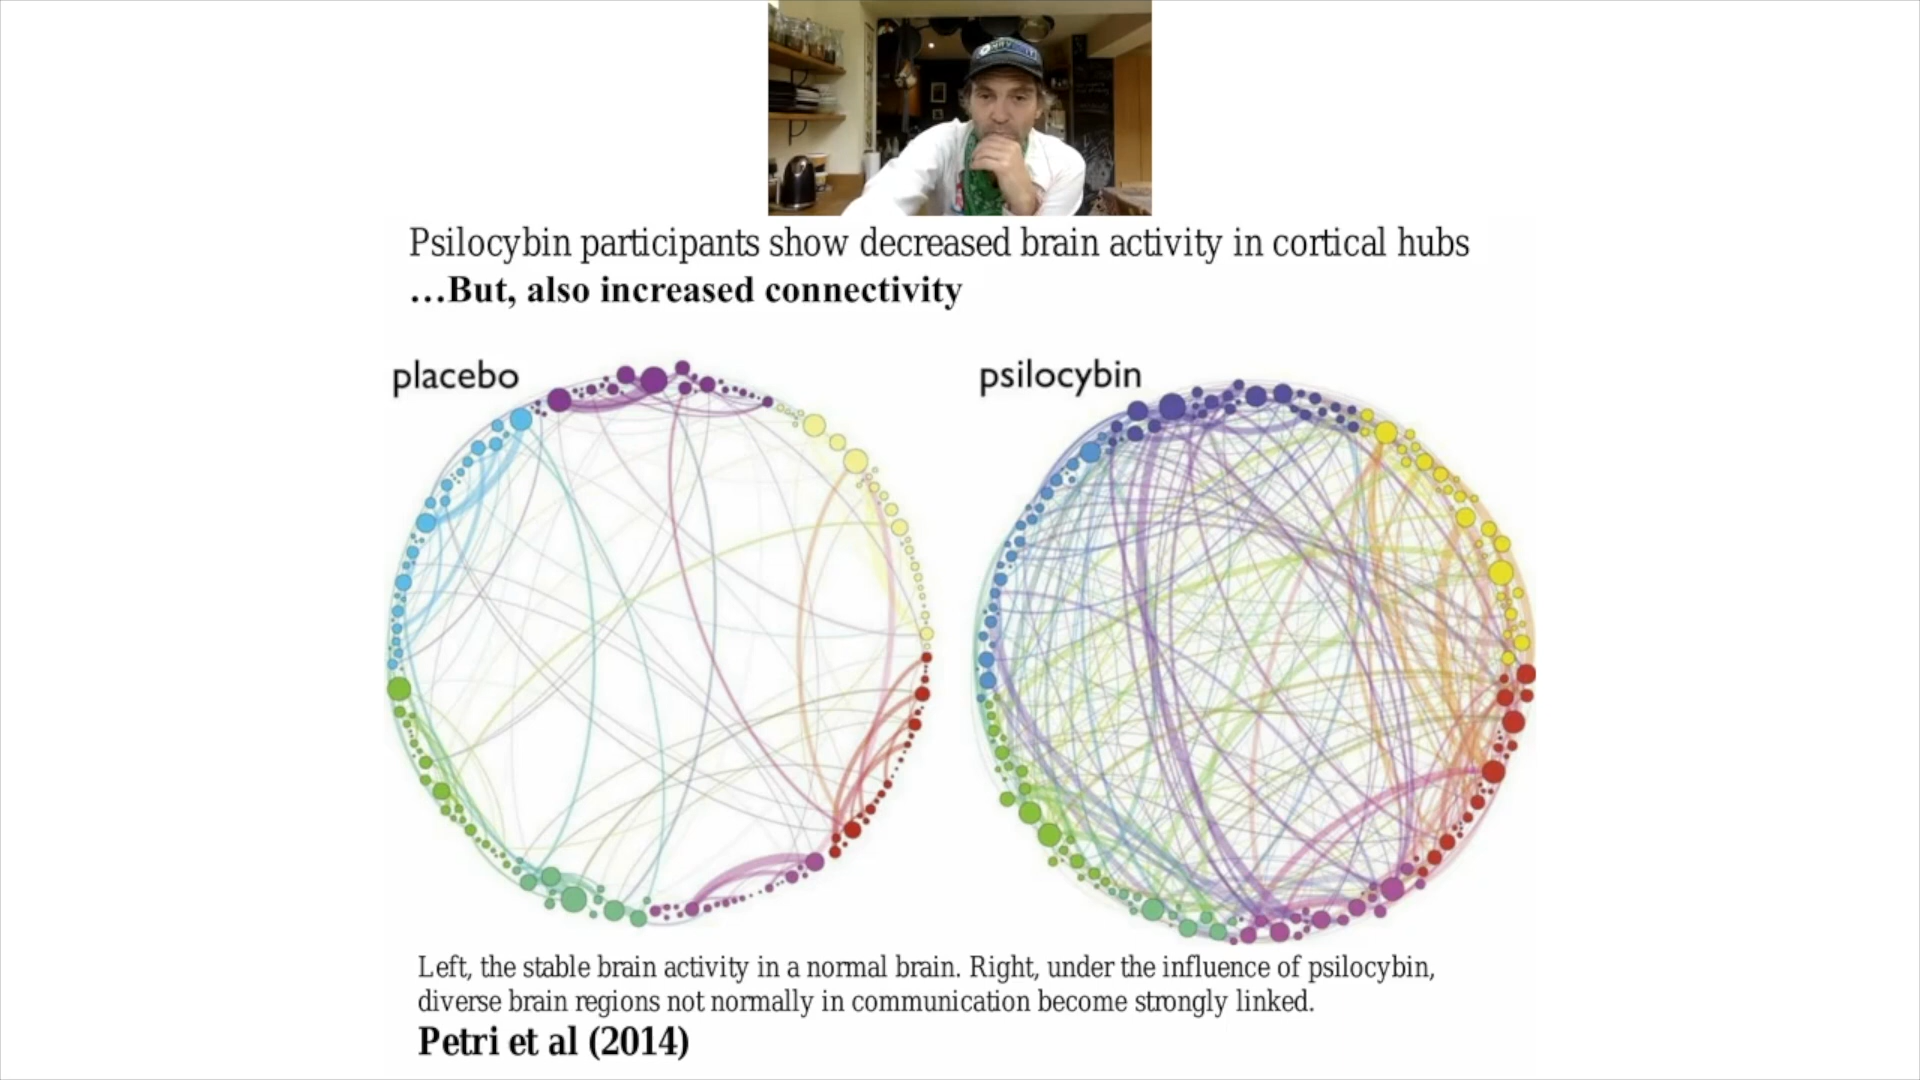 Psilocybin participants show decreased brain activity in cortical hubs
…But, also increased connectivity
placebo
psilocybin
Left, the stable brain activity in a normal brain. Right, under the influence of psilocybin,
diverse brain regions not normally in communication become strongly linked.
Petri et al (2014)